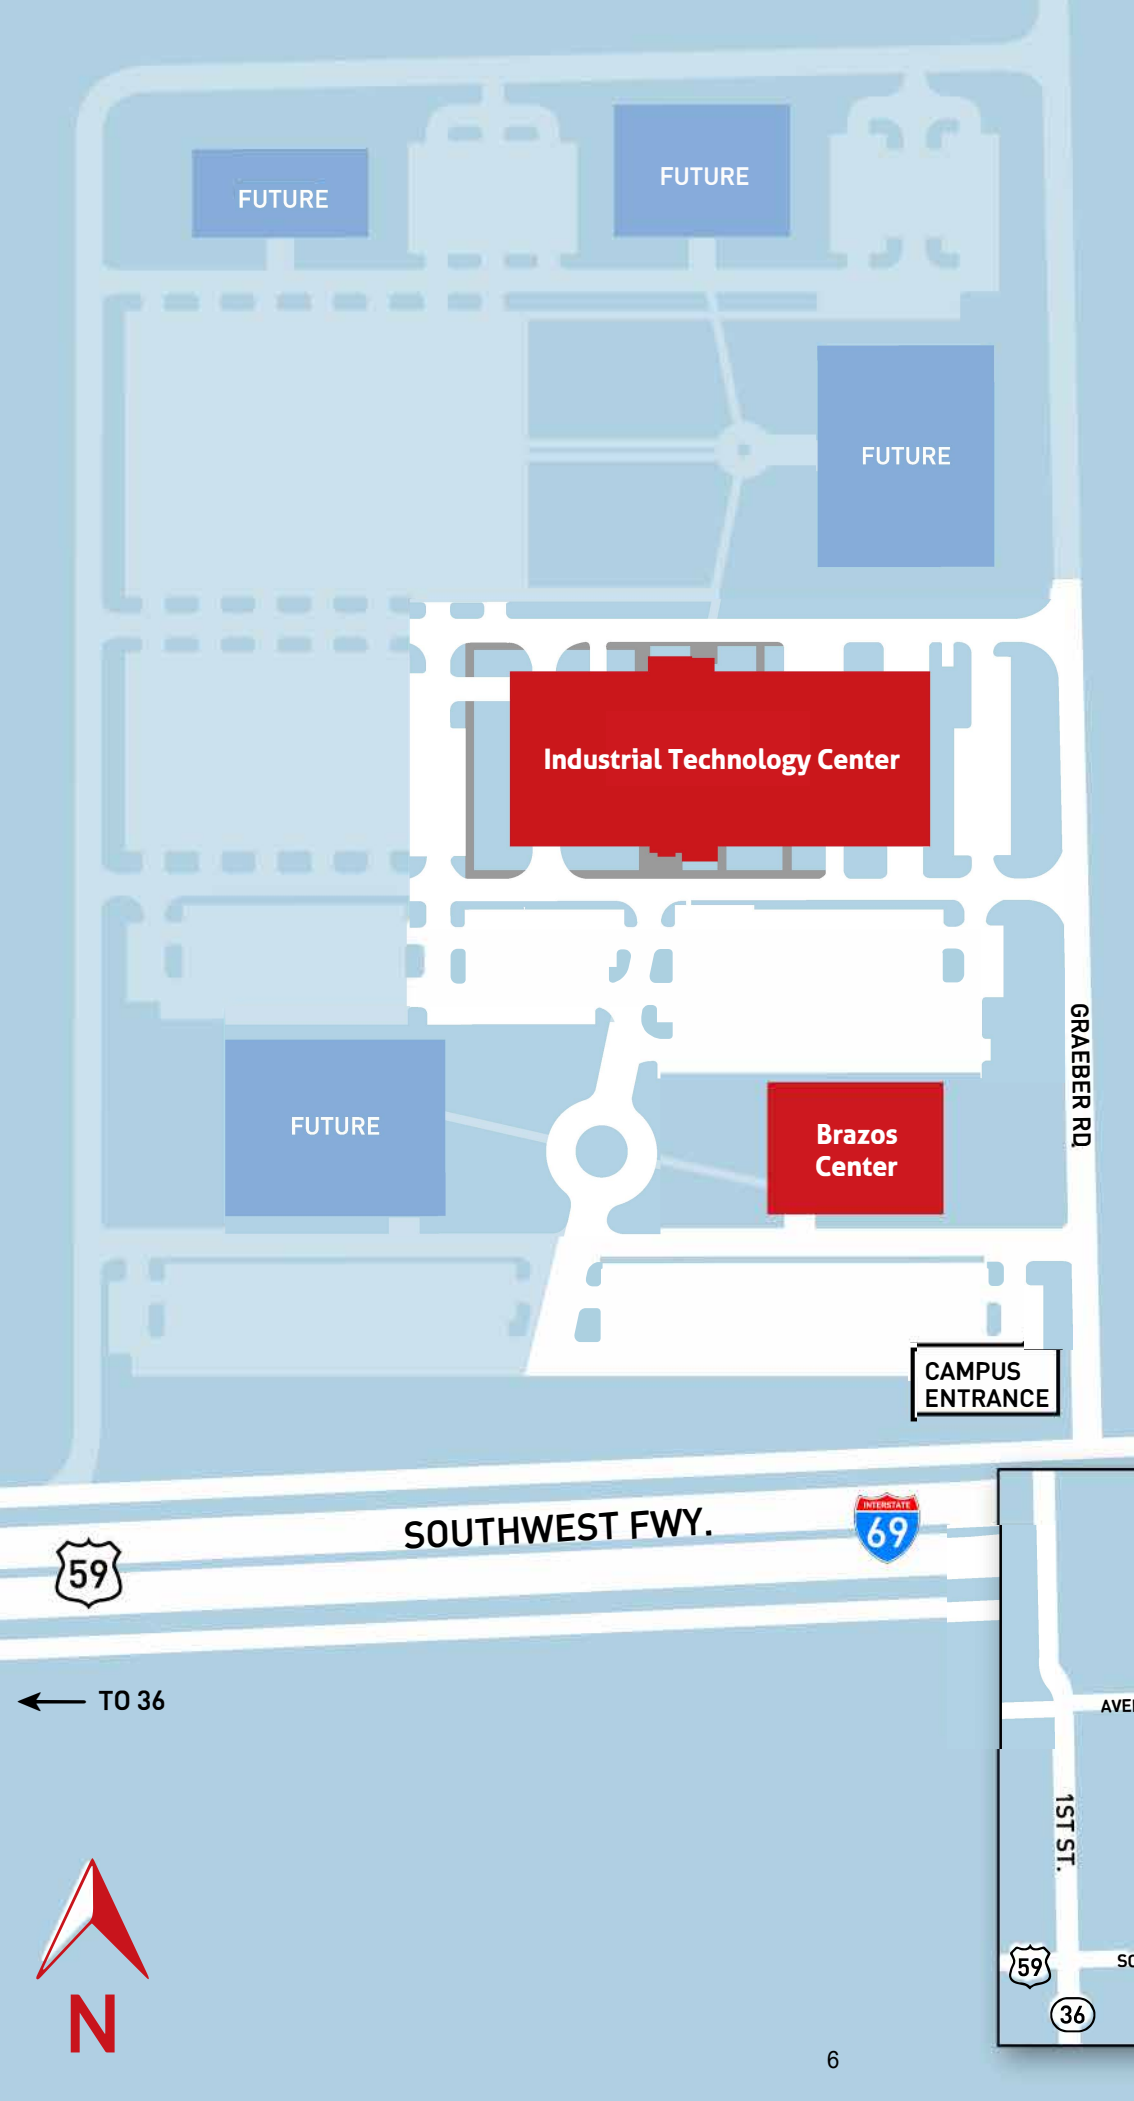 FUTURE
FUTURE
FUTURE
Industrial Technology Center
GRAEBER RD.
FUTURE
Brazos
Center
CAMPUS
ENTRANCE
SOUTHWEST FWY.
INTERSTATE
69
59
TO 36
1ST ST.
59
36
N
6